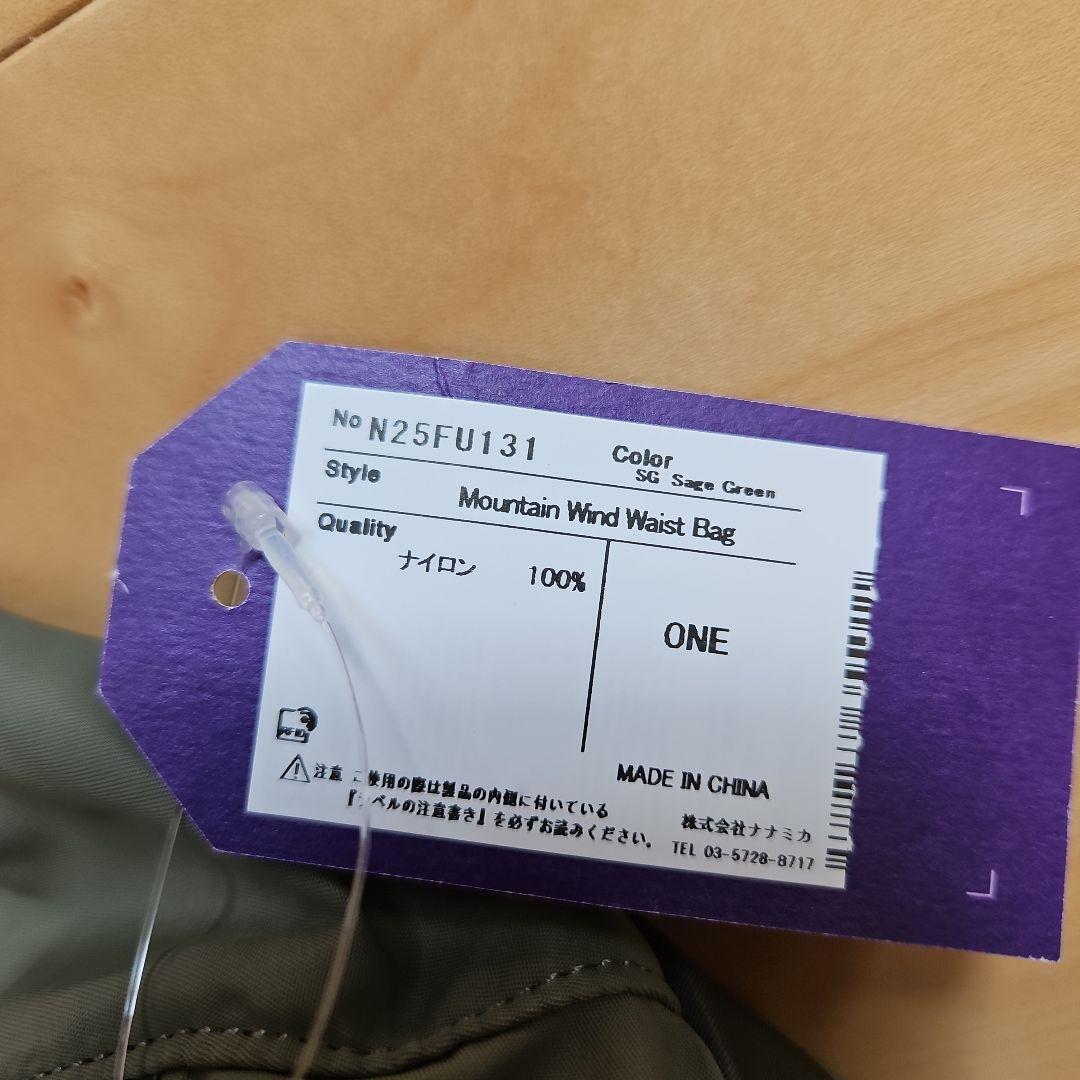 No N25FU131
Color
SG Sage Green
Style
Mountain Wind Waist Bag
Quality
ナイロン 100%
ONE
MADE IN CHINA
注意 ご使用の際は製品の内側に付いている
『ラベルの注意書き』を必ずお読みください。
株式会社ナナミカ
TEL 03-5728-8717